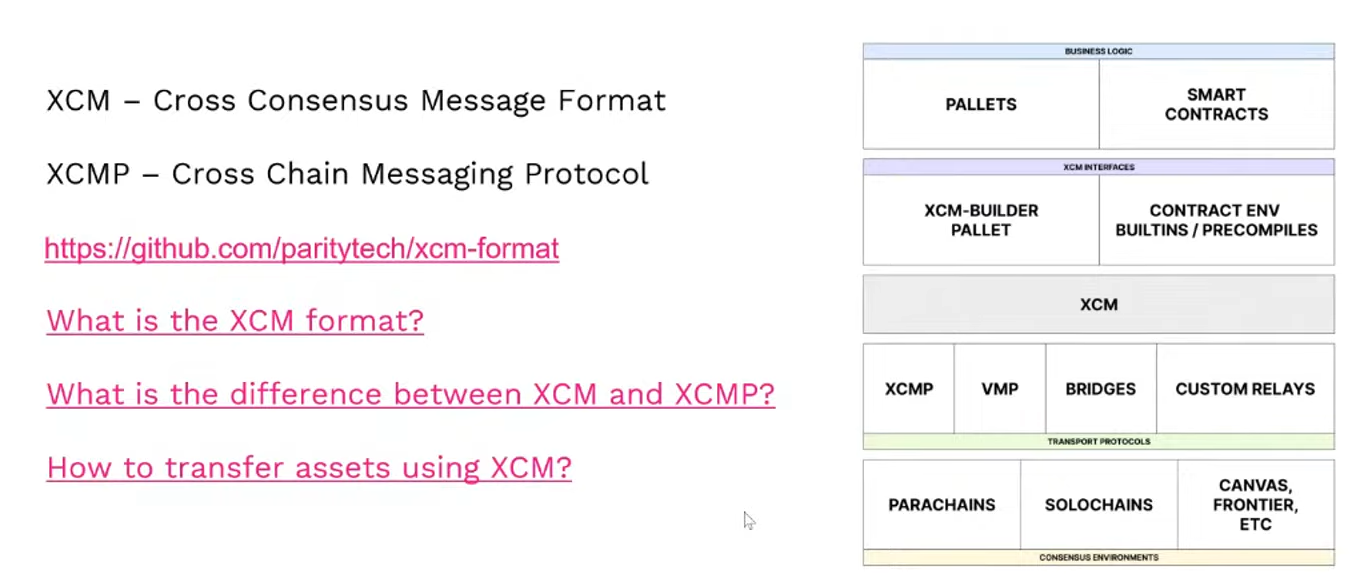 XCM – Cross Consensus Message Format
XCMP – Cross Chain Messaging Protocol
https://github.com/paritytech/xcm-format
What is the XCM format?
What is the difference between XCM and XCMP?
How to transfer assets using XCM?
BUSINESS LOGIC
PALLETS
SMART
CONTRACTS
XCM INTERFACES
XCM-BUILDER
PALLET
CONTRACT ENV
BUILTINS / PRECOMPILES
XCM
XCMP
VMP
BRIDGES
CUSTOM RELAYS
TRANSPORT PROTOCOLS
PARACHAINS
SOLOCHAINS
CANVAS,
FRONTIER,
ETC
CONSENSUS ENVIRONMENTS